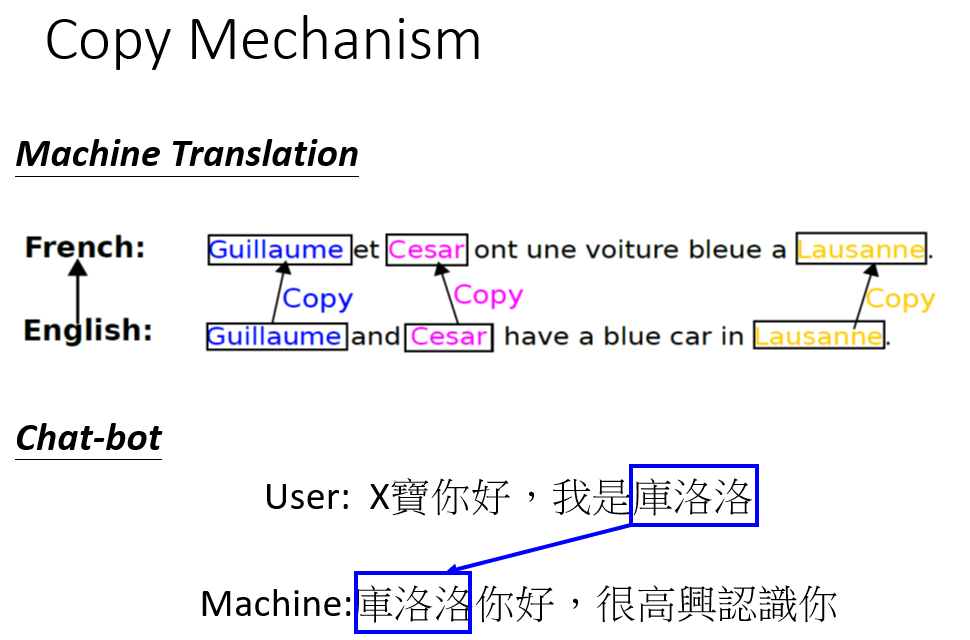 Copy Mechanism
Machine Translation
French: Guillaume et Cesar ont une voiture bleue a Lausanne.
Copy Copy Copy
English: Guillaume and Cesar have a blue car in Lausanne.
Chat-bot
User: X寶你好，我是庫洛洛
Machine: 庫洛洛你好，很高興認識你